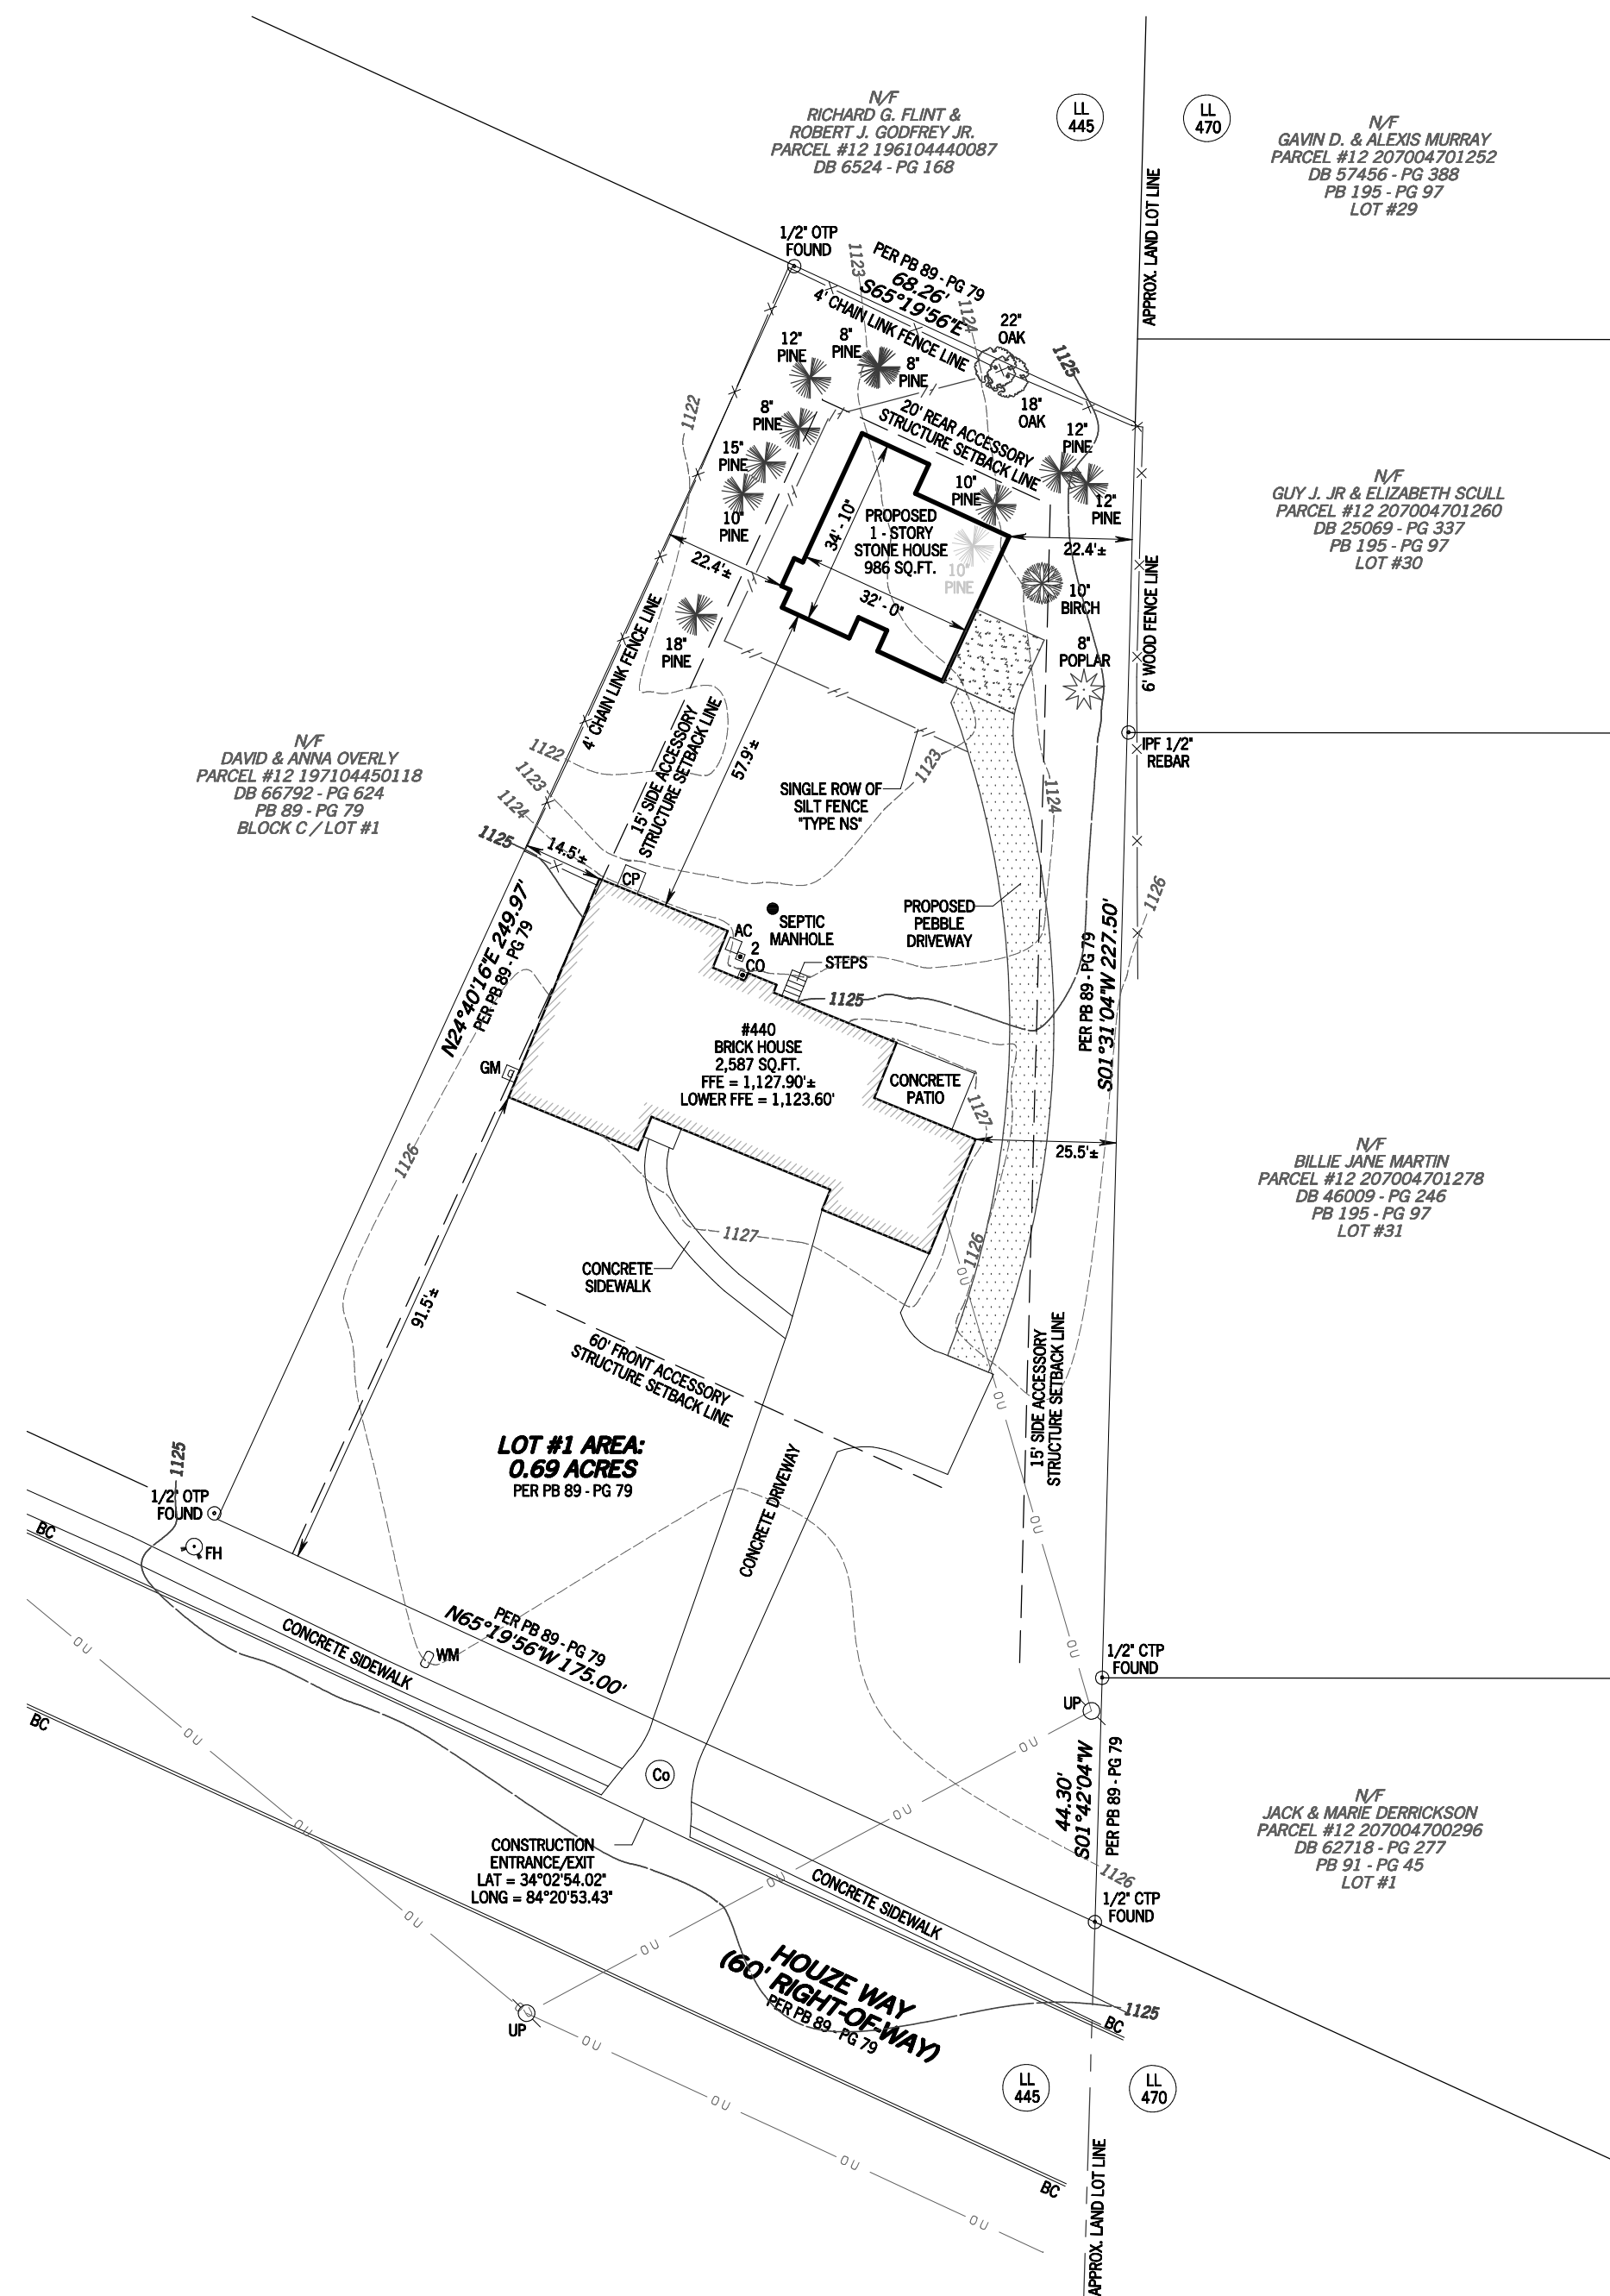 N/F
RICHARD G. FLINT &
ROBERT J. GODFREY JR.
PARCEL #12 196104440087
DB 6524 - PG 168
LL
445
LL
470
N/F
GAVIN D. & ALEXIS MURRAY
PARCEL #12 207004701252
DB 57456 - PG 388
PB 195 - PG 97
LOT #29
APPROX. LAND LOT LINE
1/2" OTP
FOUND
1123
PER PB 89 - PG 79
68.26'
S65°19'56"E
4' CHAIN LINK FENCE LINE
1124
22"
OAK
1125
12"
PINE
8"
PINE
8"
PINE
18"
OAK
20' REAR ACCESSORY
STRUCTURE SETBACK LINE
1122
8"
PINE
15"
PINE
10"
PINE
12"
PINE
12"
PINE
10"
PINE
N/F
GUY J. JR & ELIZABETH SCULL
PARCEL #12 207004701260
DB 25069 - PG 337
PB 195 - PG 97
LOT #30
34' - 10"
PROPOSED
1 - STORY
STONE HOUSE
986 SQ.FT.
10"
PINE
32' - 0"
22.4'±
22.4'±
10"
BIRCH
8"
POPLAR
6' WOOD FENCE LINE
18"
PINE
4' CHAIN LINK FENCE LINE
15' SIDE ACCESSORY
STRUCTURE SETBACK LINE
57.9'±
IPF 1/2"
REBAR
N/F
DAVID & ANNA OVERLY
PARCEL #12 197104450118
DB 66792 - PG 624
PB 89 - PG 79
BLOCK C / LOT #1
1122
1123
1124
1125
14.5'±
SINGLE ROW OF
SILT FENCE
"TYPE NS"
1123
1124
CP
SEPTIC
MANHOLE
AC
2
CO
STEPS
PROPOSED
PEBBLE
DRIVEWAY
1126
N24°40'16"E 249.97'
PER PB 89 - PG 79
PER PB 89 - PG 79
S01°31'04"W 227.50'
1125
#440
BRICK HOUSE
2,587 SQ.FT.
FFE = 1,127.90'±
LOWER FFE = 1,123.60'
GM
CONCRETE
PATIO
1127
25.5'±
1126
N/F
BILLIE JANE MARTIN
PARCEL #12 207004701278
DB 46009 - PG 246
PB 195 - PG 97
LOT #31
1127
1126
OU
CONCRETE
SIDEWALK
91.5'±
60' FRONT ACCESSORY
STRUCTURE SETBACK LINE
15' SIDE ACCESSORY
STRUCTURE SETBACK LINE
OU
LOT #1 AREA:
0.69 ACRES
PER PB 89 - PG 79
CONCRETE DRIVEWAY
1125
1/2" OTP
FOUND
BC
FH
OU
CONCRETE SIDEWALK
WM
PER PB 89 - PG 79
N65°19'56"W 175.00'
OU
OU
1/2" CTP
FOUND
UP
BC
OU
OU
Co
44.30'
S01°42'04"W
PER PB 89 - PG 79
N/F
JACK & MARIE DERRICKSON
PARCEL #12 207004700296
DB 62718 - PG 277
PB 91 - PG 45
LOT #1
OU
OU
CONSTRUCTION
ENTRANCE/EXIT
LAT = 34°02'54.02"
LONG = 84°20'53.43"
OU
CONCRETE SIDEWALK
1126
1/2" CTP
FOUND
OU
OU
HOUZE WAY
(60' RIGHT-OF-WAY)
PER PB 89 - PG 79
1125
BC
UP
OU
LL
445
LL
470
OU
OU
BC
OU
APPROX. LAND LOT LINE